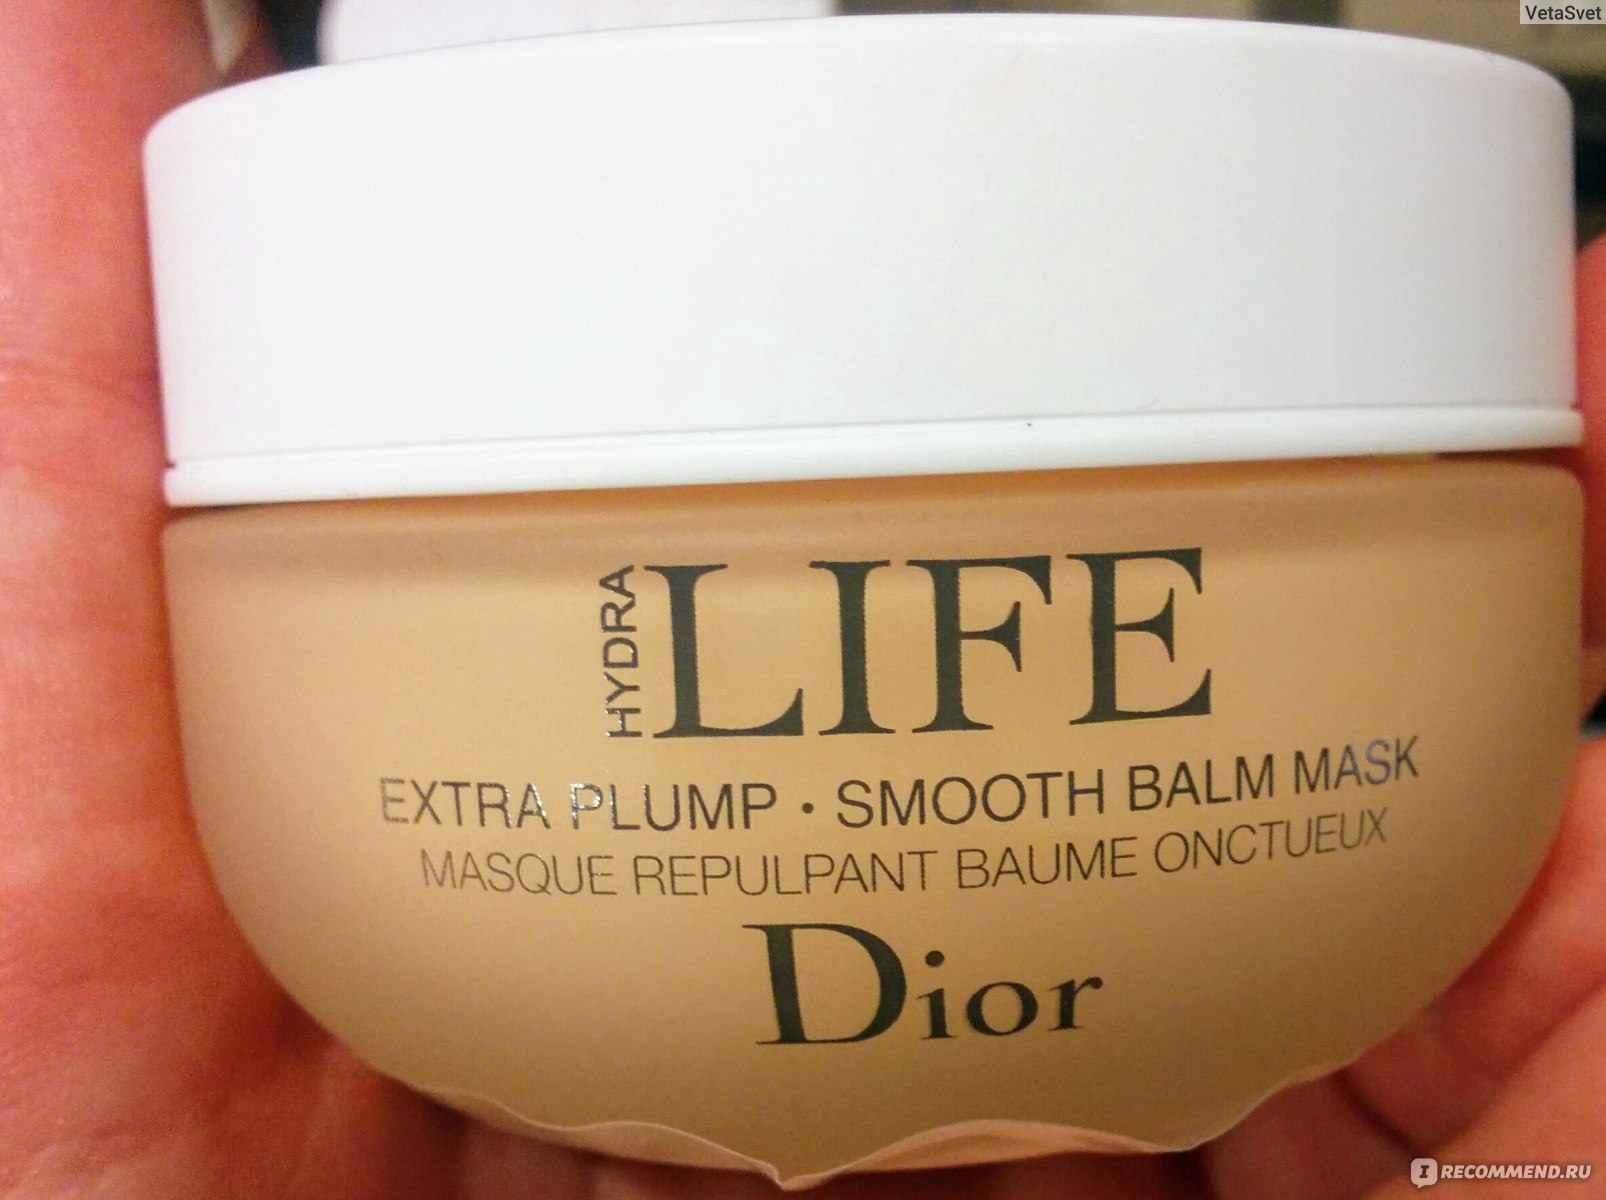 VetaSvet
HYDRA
LIFE
EXTRA PLUMP • SMOOTH BALM MASK
MASQUE REPULPANT BAUME ONCTUEUX
Dior
I RECOMMEND.RU